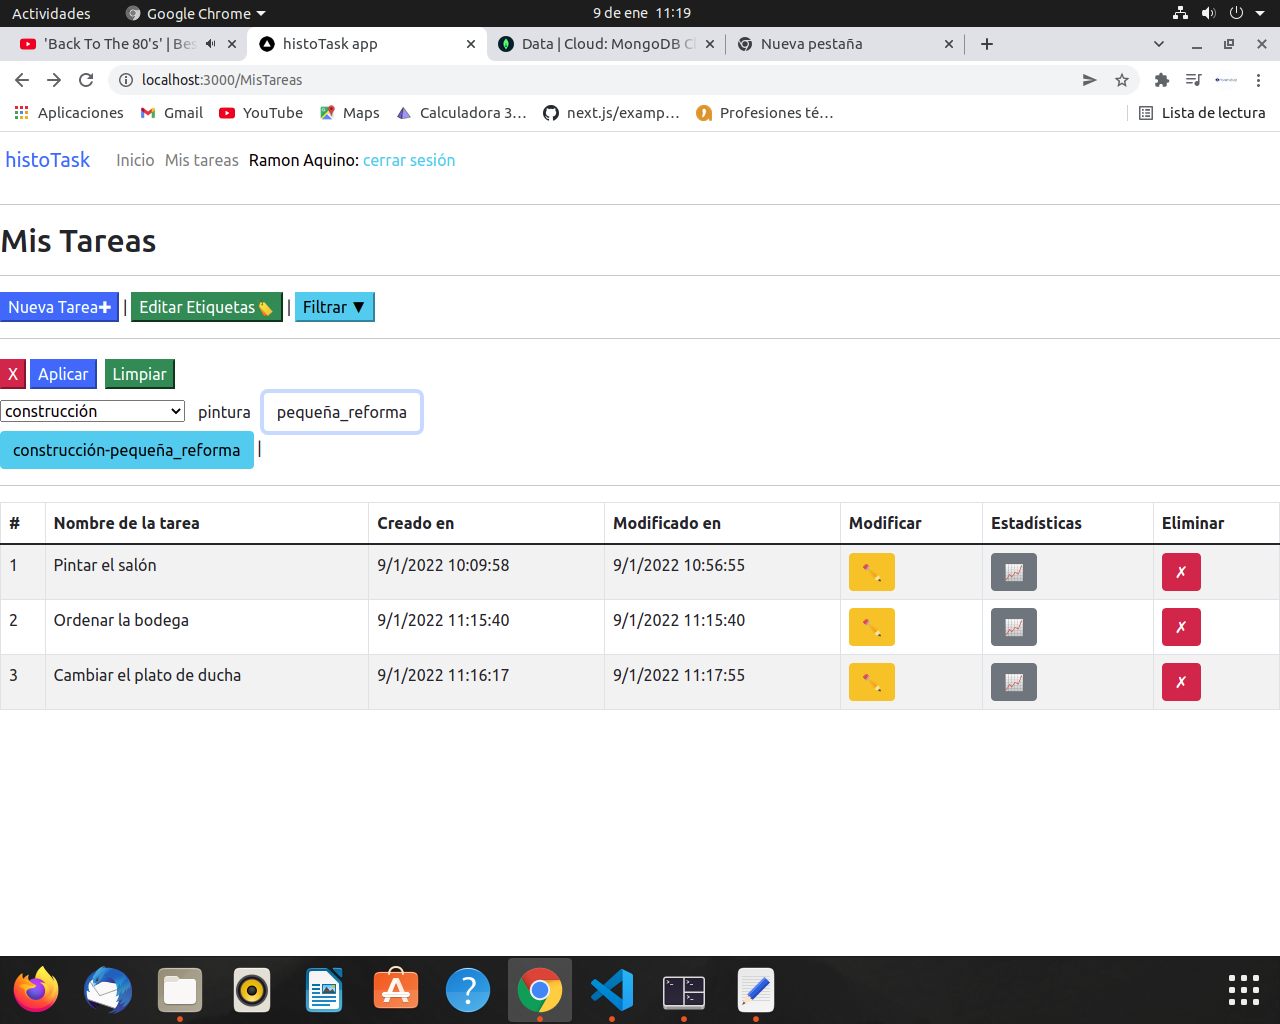 Actividades Google Chrome 9 de ene 11:19
'Back To The 80's' | Bes histoTask app Data | Cloud: MongoDB Cl Nueva pestaña
localhost:3000/MisTareas
Aplicaciones Gmail YouTube Maps Calculadora 3… next.js/examp… Profesiones té… Lista de lectura
histoTask Inicio Mis tareas Ramon Aquino: cerrar sesión
Mis Tareas
Nueva Tarea➕ | Editar Etiquetas🏷️ | Filtrar ▼
X Aplicar Limpiar
construcción pintura pequeña_reforma
construcción-pequeña_reforma |
# Nombre de la tarea Creado en Modificado en Modificar Estadísticas Eliminar
1 Pintar el salón 9/1/2022 10:09:58 9/1/2022 10:56:55 ✏️ 📈 ✗
2 Ordenar la bodega 9/1/2022 11:15:40 9/1/2022 11:15:40 ✏️ 📈 ✗
3 Cambiar el plato de ducha 9/1/2022 11:16:17 9/1/2022 11:17:55 ✏️ 📈 ✗